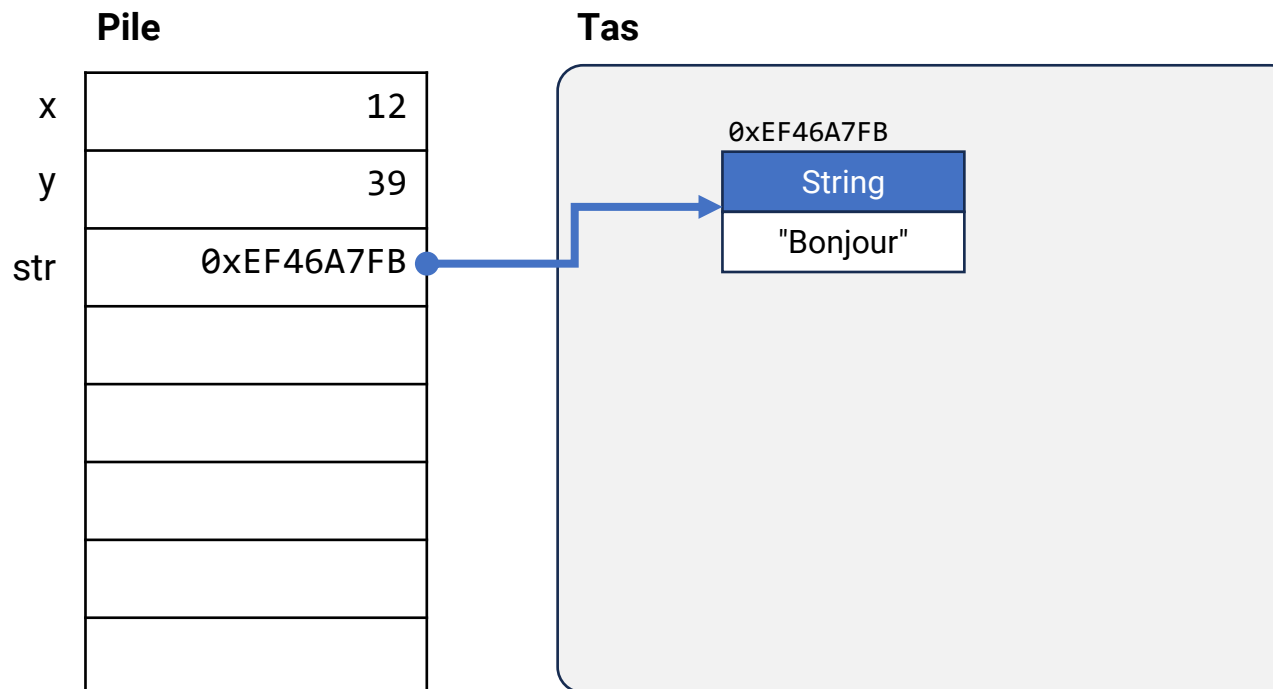 Pile
Tas
x 12
y 39
str 0xEF46A7FB
0xEF46A7FB
String
"Bonjour"